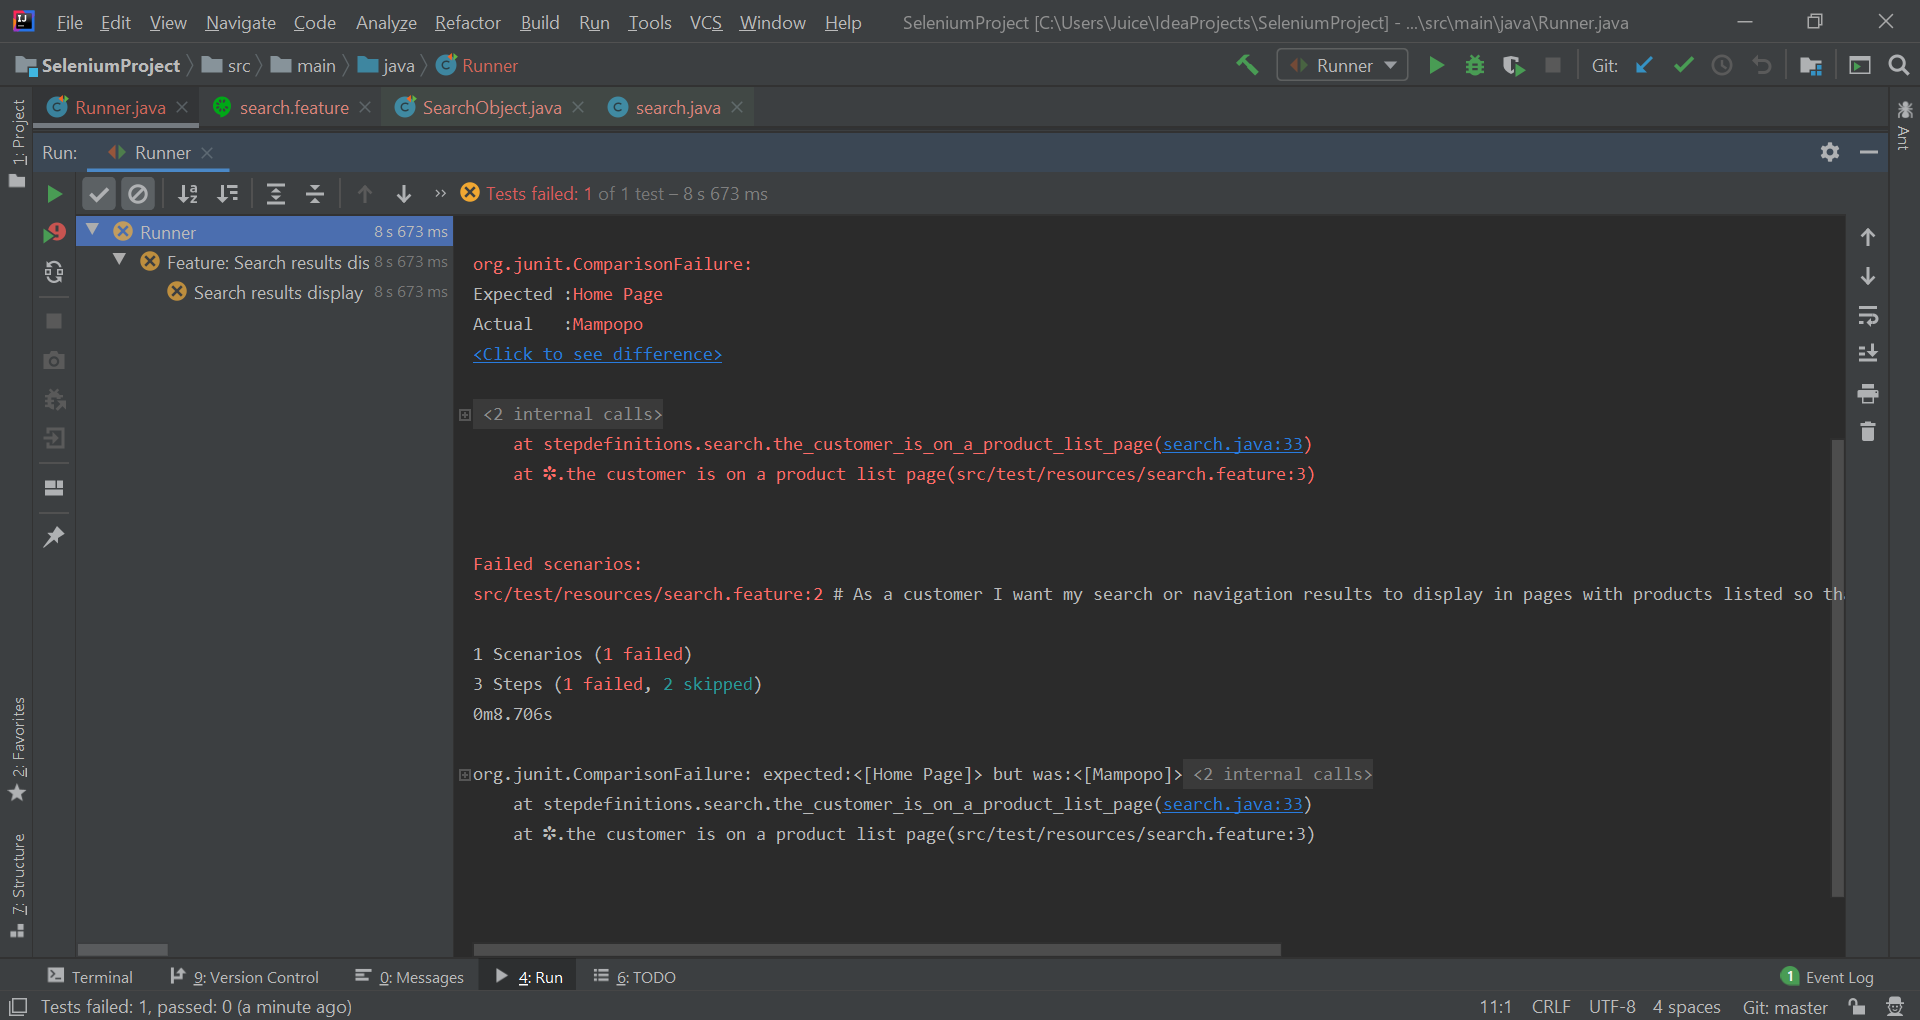 File Edit View Navigate Code Analyze Refactor Build Run Tools VCS Window Help SeleniumProject [C:\Users\Juice\IdeaProjects\SeleniumProject] - ...\src\main\java\Runner.java
SeleniumProject src main java Runner Runner Git:
Runner.java search.feature SearchObject.java search.java
1: Project
Ant
Run: Runner
Tests failed: 1 of 1 test – 8 s 673 ms
Runner 8 s 673 ms
Feature: Search results dis 8 s 673 ms
Search results display 8 s 673 ms
org.junit.ComparisonFailure:
Expected :Home Page
Actual   :Mampopo
<Click to see difference>
<2 internal calls>
at stepdefinitions.search.the_customer_is_on_a_product_list_page(search.java:33)
at ✽.the customer is on a product list page(src/test/resources/search.feature:3)
Failed scenarios:
src/test/resources/search.feature:2 # As a customer I want my search or navigation results to display in pages with products listed so th
1 Scenarios (1 failed)
3 Steps (1 failed, 2 skipped)
0m8.706s
org.junit.ComparisonFailure: expected:<[Home Page]> but was:<[Mampopo]> <2 internal calls>
at stepdefinitions.search.the_customer_is_on_a_product_list_page(search.java:33)
at ✽.the customer is on a product list page(src/test/resources/search.feature:3)
2: Favorites
7: Structure
Terminal 9: Version Control 0: Messages 4: Run 6: TODO 1 Event Log
Tests failed: 1, passed: 0 (a minute ago) 11:1 CRLF UTF-8 4 spaces Git: master